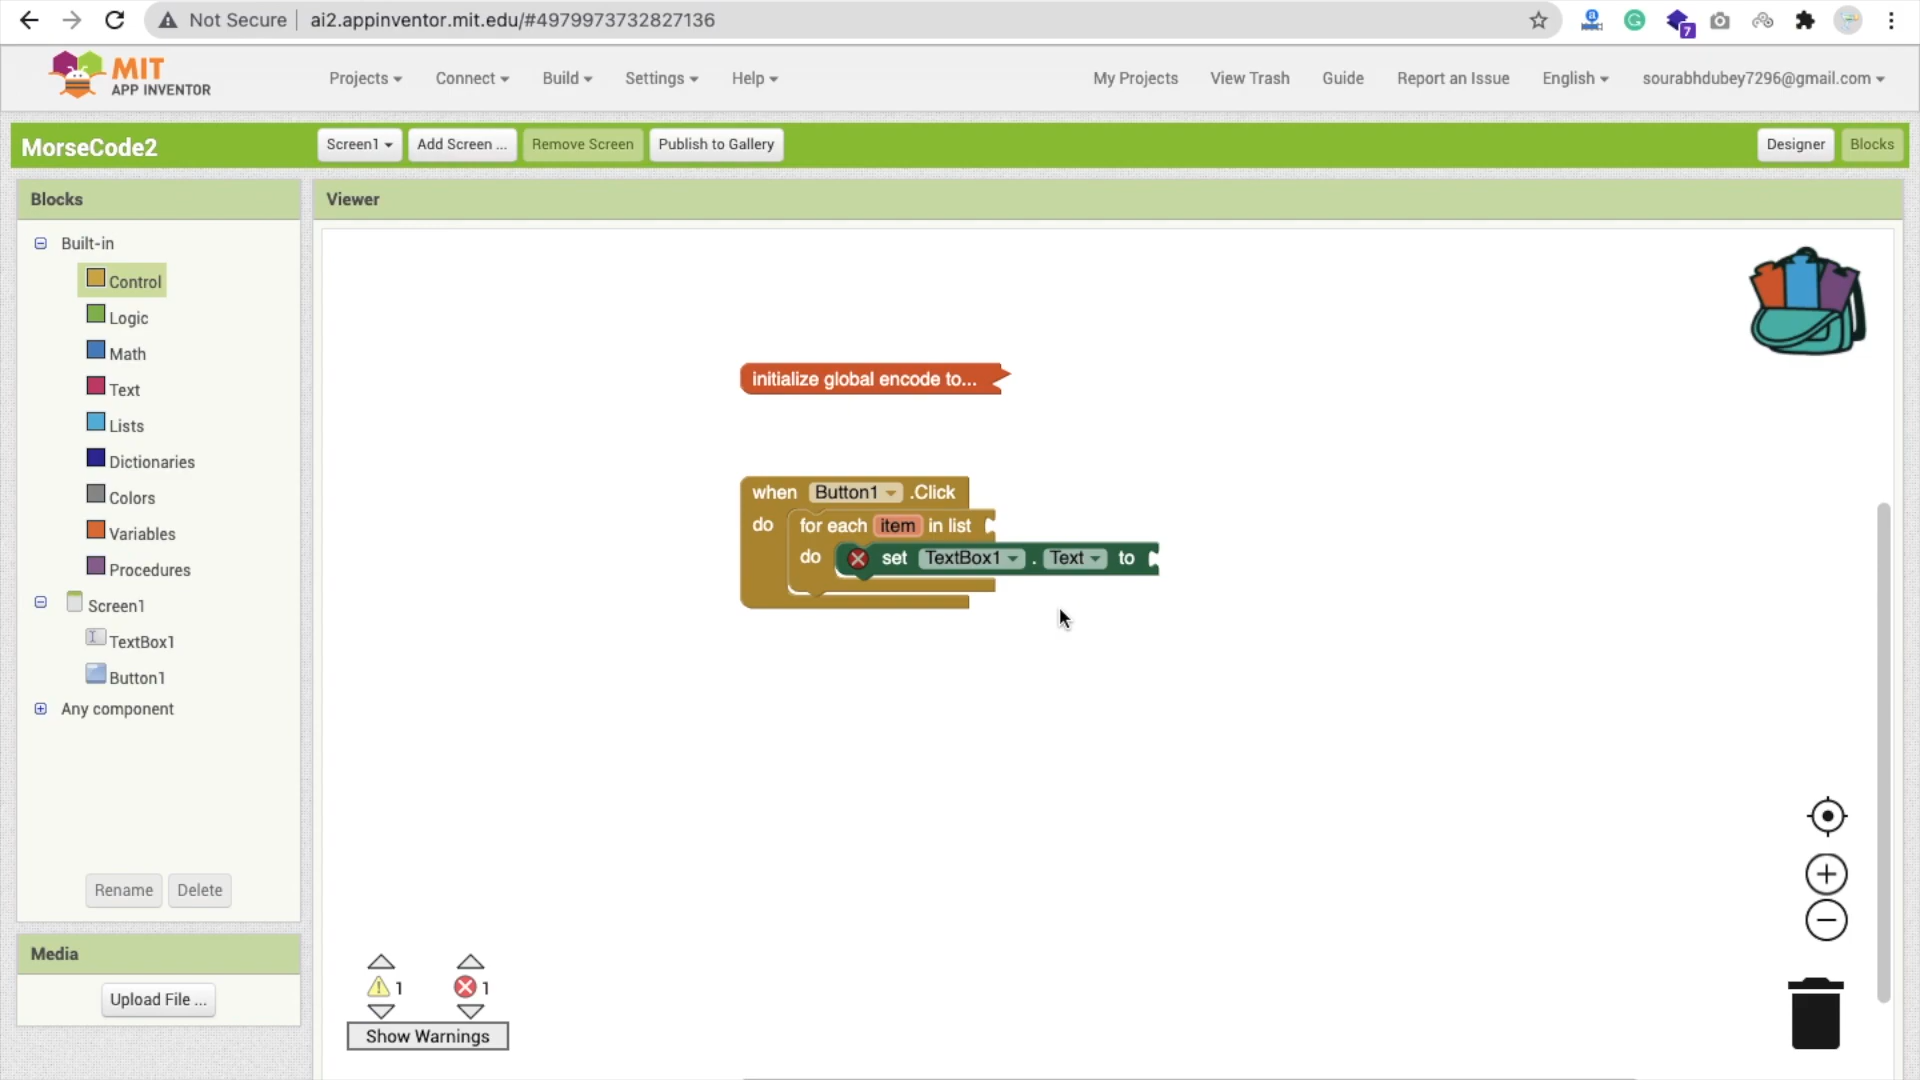 Not Secure ai2.appinventor.mit.edu/#4979973732827136
7
MIT
APP INVENTOR
Projects Connect Build Settings Help My Projects View Trash Guide Report an Issue English sourabhdubey7296@gmail.com
MorseCode2 Screen1 Add Screen ... Remove Screen Publish to Gallery Designer Blocks
Blocks
Viewer
Built-in
Control
Logic
Math
Text
Lists
Dictionaries
Colors
Variables
Procedures
Screen1
TextBox1
Button1
Any component
Rename Delete
Media
Upload File ...
initialize global encode to...
when Button1 .Click
do for each item in list
do set TextBox1 . Text to
1 1
Show Warnings